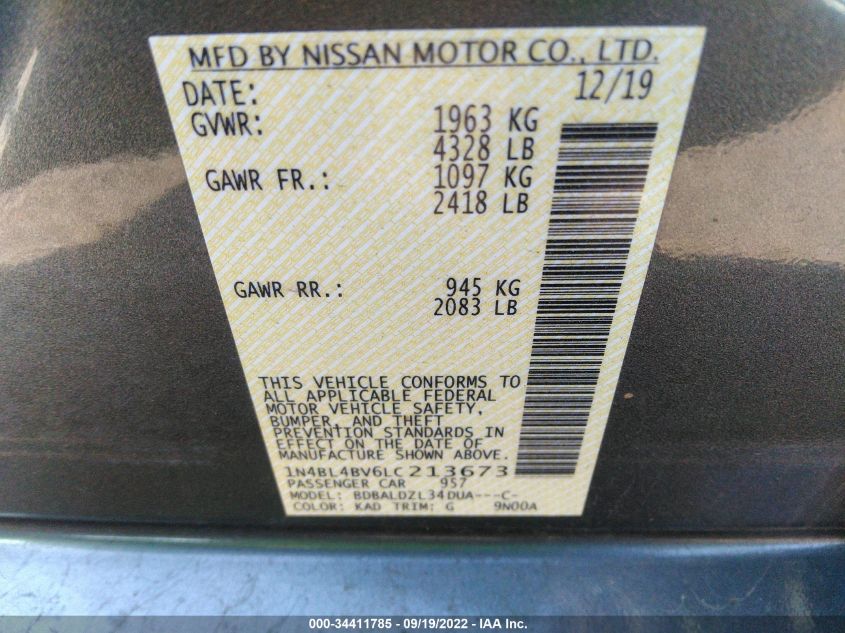 MFD BY NISSAN MOTOR CO., LTD.
DATE: 12/19
GVWR: 1963 KG
4328 LB
GAWR FR.: 1097 KG
2418 LB
GAWR RR.: 945 KG
2083 LB
THIS VEHICLE CONFORMS TO
ALL APPLICABLE FEDERAL
MOTOR VEHICLE SAFETY,
BUMPER, AND THEFT
PREVENTION STANDARDS IN
EFFECT ON THE DATE OF
MANUFACTURE SHOWN ABOVE.
1N4BL4BV6LC213673
PASSENGER CAR 957
MODEL: BDBALDZL34DUA---C-
COLOR: KAD TRIM: G 9N00A
000-34411785 - 09/19/2022 - IAA Inc.